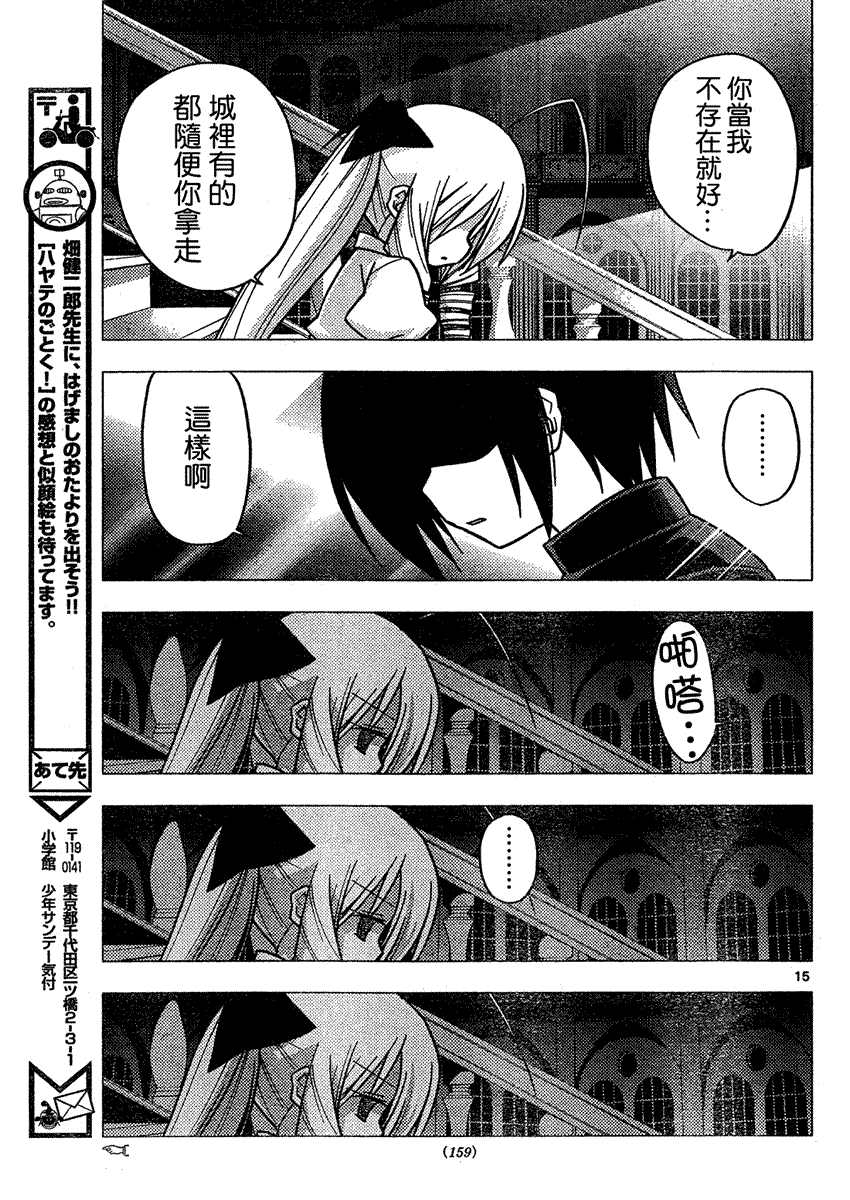 你當我
不存在就好…
城裡有的
都隨便你拿走
………
這樣啊
啪嗒…
………
15
(159)
〒
畑健二郎先生に、はげましのおたよりを出そう!!
[ハヤテのごとく!]の感想と似顔絵も待ってます。
あて先
〒119-0141 東京都千代田区一ツ橋2-3-1
小学館 少年サンデー気付